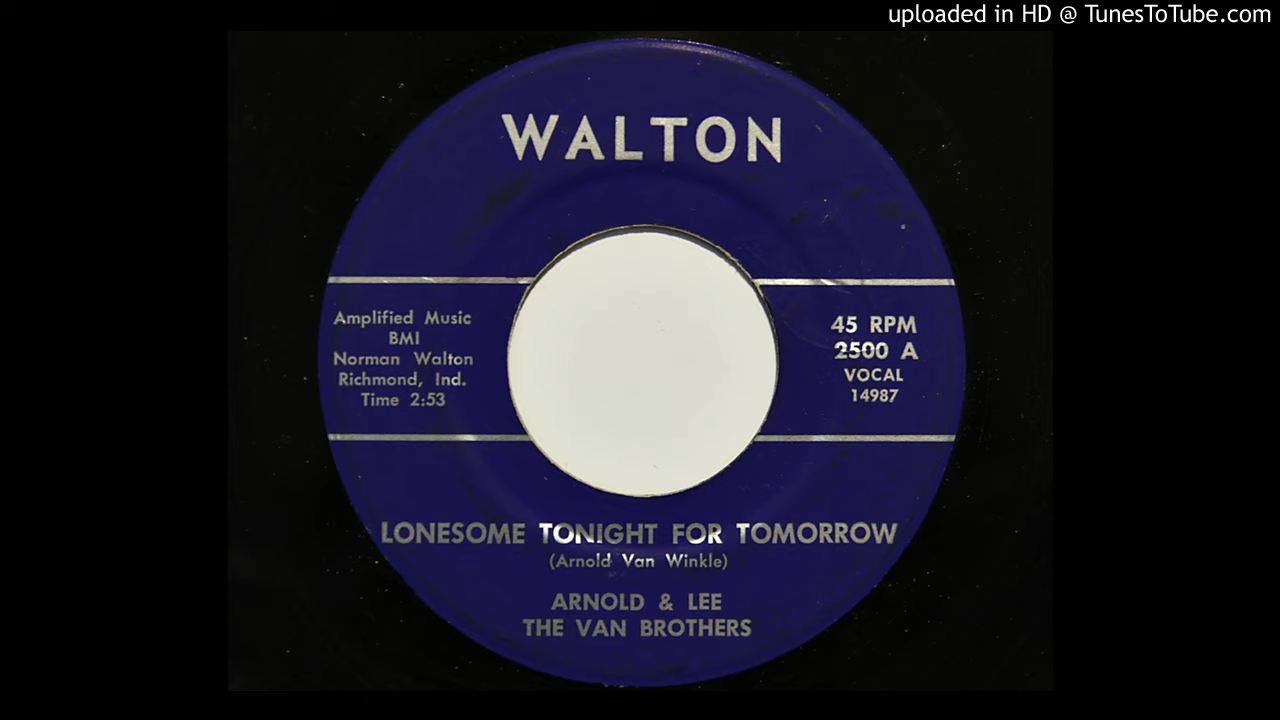 uploaded in HD @ TunesToTube.com
WALTON
Amplified Music
BMI
Norman Walton
Richmond, Ind.
Time 2:53
45 RPM
2500 A
VOCAL
14987
LONESOME TONIGHT FOR TOMORROW
(Arnold Van Winkle)
ARNOLD & LEE
THE VAN BROTHERS